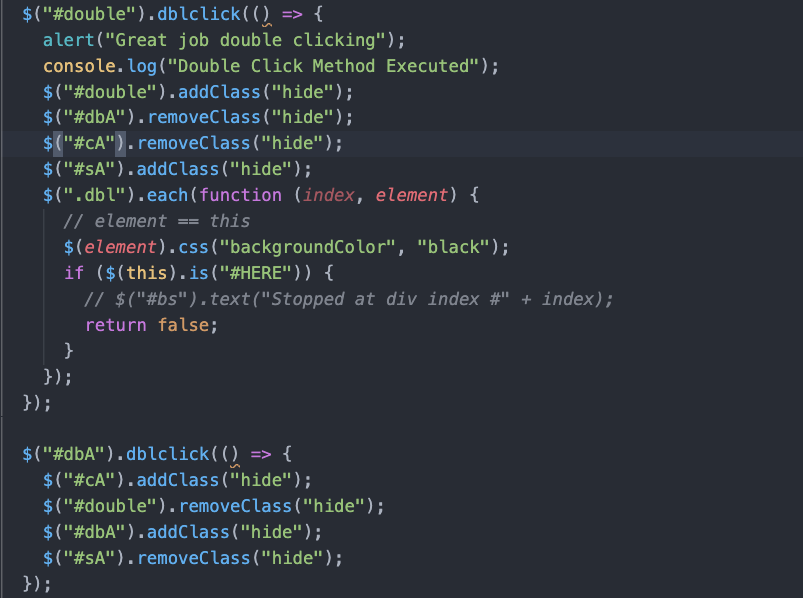 $("#double").dblclick(() => {
  alert("Great job double clicking");
  console.log("Double Click Method Executed");
  $("#double").addClass("hide");
  $("#dbA").removeClass("hide");
  $("#cA").removeClass("hide");
  $("#sA").addClass("hide");
  $(".dbl").each(function (index, element) {
    // element == this
    $(element).css("backgroundColor", "black");
    if ($(this).is("#HERE")) {
      // $("#bs").text("Stopped at div index #" + index);
      return false;
    }
  });
});

$("#dbA").dblclick(() => {
  $("#cA").addClass("hide");
  $("#double").removeClass("hide");
  $("#dbA").addClass("hide");
  $("#sA").removeClass("hide");
});